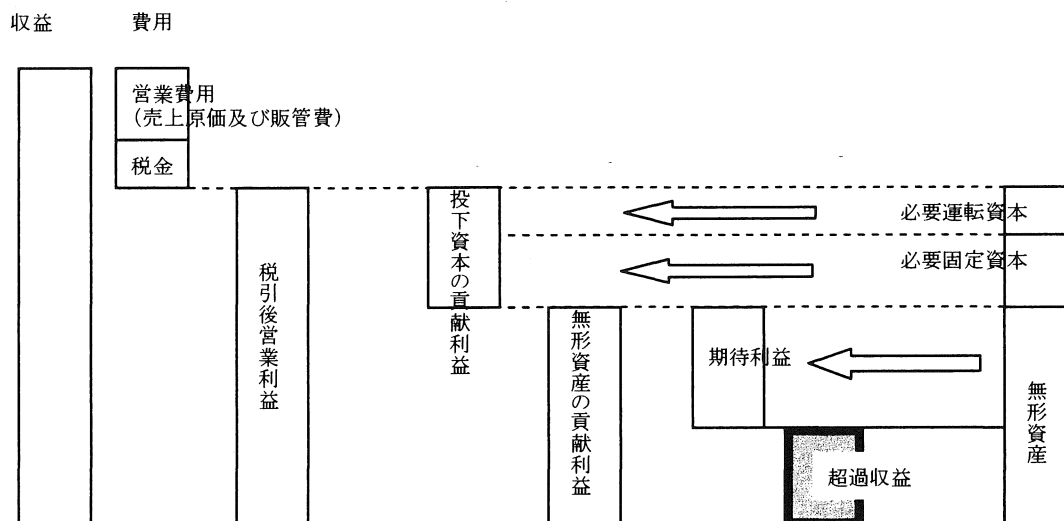 収益
費用
営業費用
(売上原価及び販管費)
税金
税引後営業利益
投下資本の貢献利益
無形資産の貢献利益
期待利益
超過収益
必要運転資本
必要固定資本
無形資産